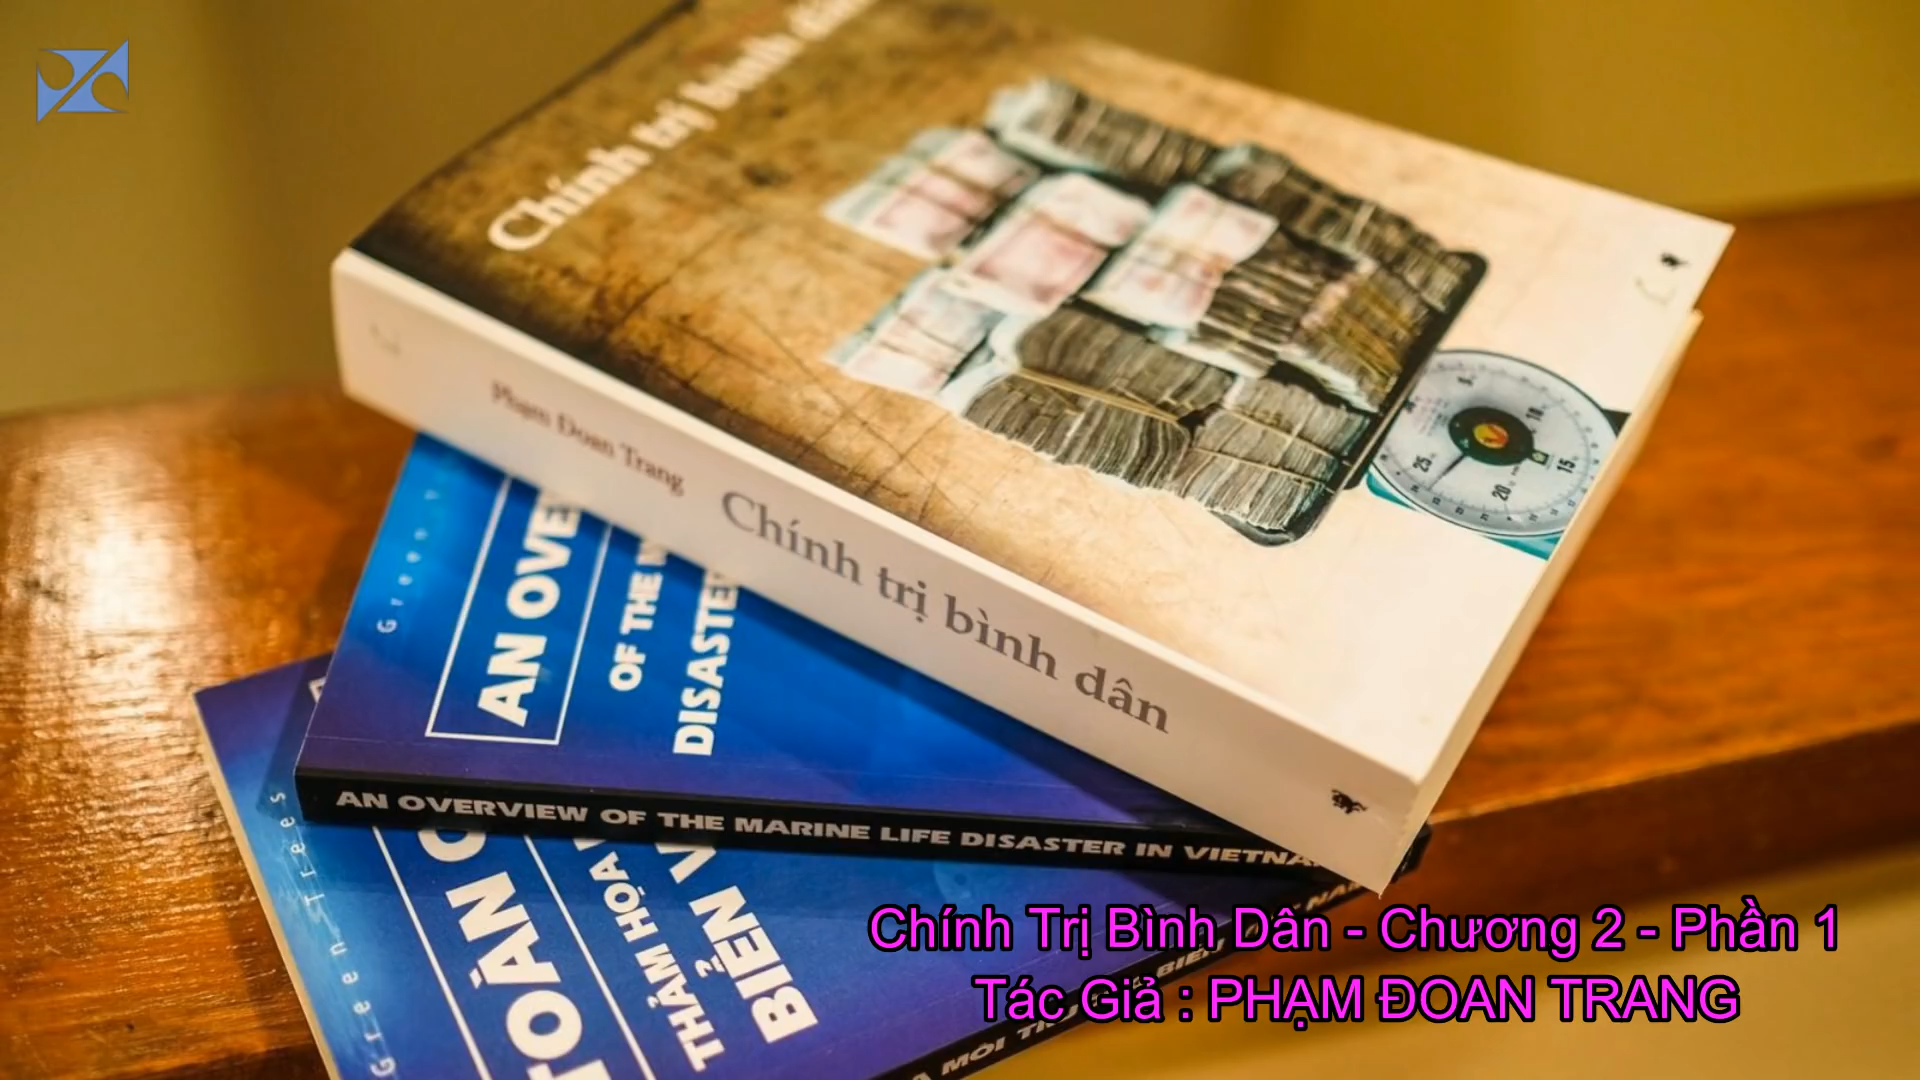 Chính trị bình dân
Phạm Đoan Trang
Chính trị bình dân
Green T
AN OVE
OF THE
DISASTE
AN OVERVIEW OF THE MARINE LIFE DISASTER IN VIETNA
Green Trees
TOÀN C
THẢM HỌA
BIỂN V
Chính Trị Bình Dân - Chương 2 - Phần 1
Tác Giả : PHẠM ĐOAN TRANG